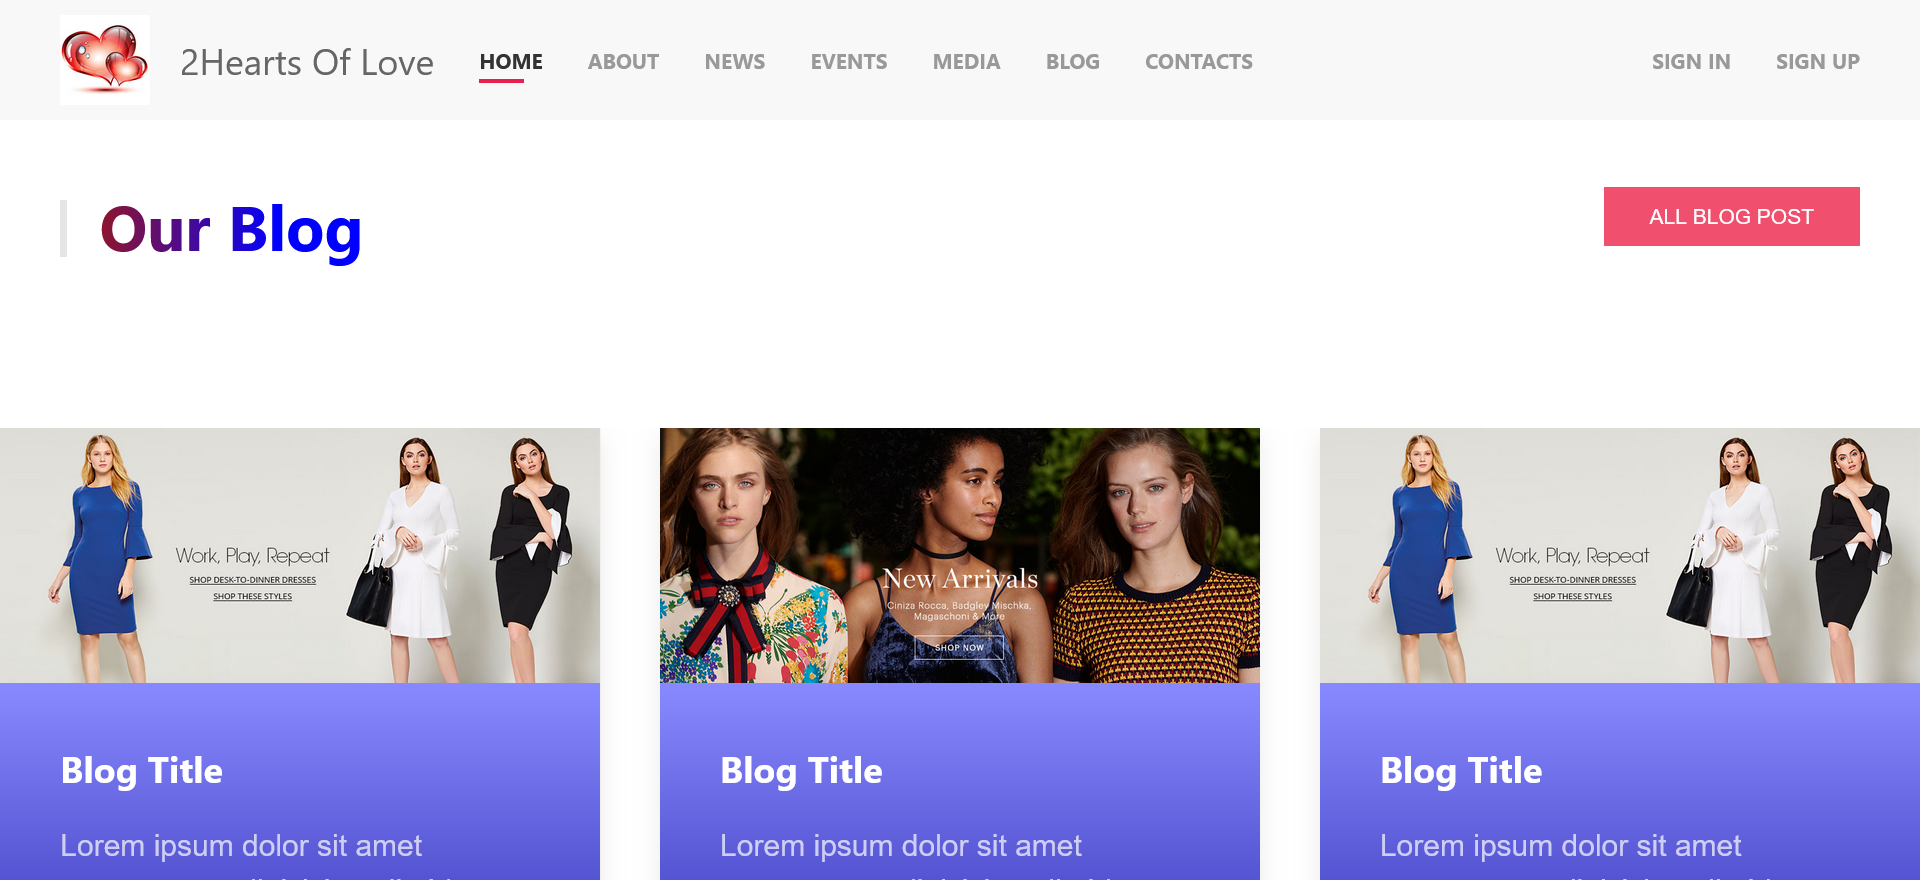 2Hearts Of Love HOME ABOUT NEWS EVENTS MEDIA BLOG CONTACTS SIGN IN SIGN UP
Our Blog
ALL BLOG POST
Work, Play, Repeat
SHOP DESK-TO-DINNER DRESSES
SHOP THESE STYLES
New Arrivals
Ciniza Rocca, Badgley Mischka,
Magaschoni & More
SHOP NOW
Work, Play, Repeat
SHOP DESK-TO-DINNER DRESSES
SHOP THESE STYLES
Blog Title
Lorem ipsum dolor sit amet
Blog Title
Lorem ipsum dolor sit amet
Blog Title
Lorem ipsum dolor sit amet